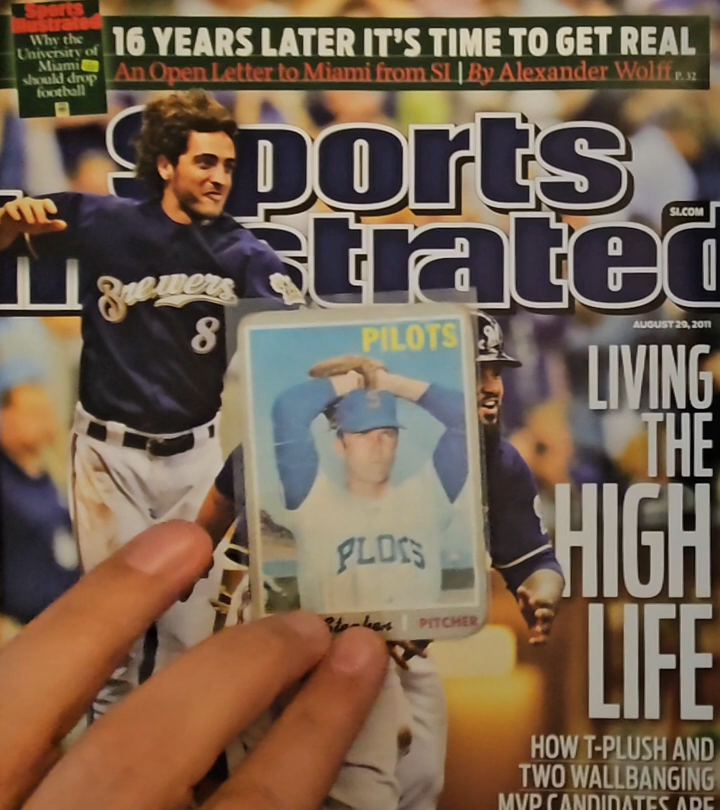 Sports
Illustrated
Why the
University of
Miami
should drop
football
16 YEARS LATER IT'S TIME TO GET REAL
An Open Letter to Miami from SI | By Alexander Wolff P. 32
Sports
SI.COM
strated
AUGUST 29, 2011
Brewers
8
PILOTS
S
PILOTS
Stephen
PITCHER
LIVING
THE
HIGH
LIFE
HOW T-PLUSH AND
TWO WALLBANGING
MVP CANDIDATES ARE